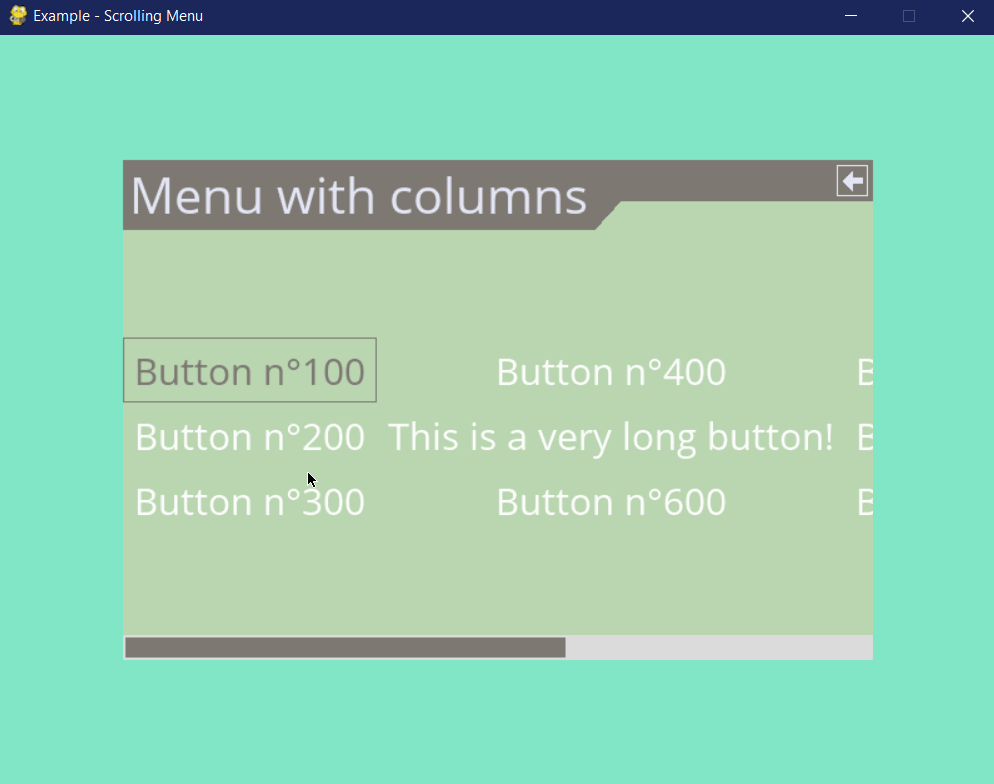 Example - Scrolling Menu
Menu with columns
Button n°100 Button n°400 B
Button n°200 This is a very long button! B
Button n°300 Button n°600 B